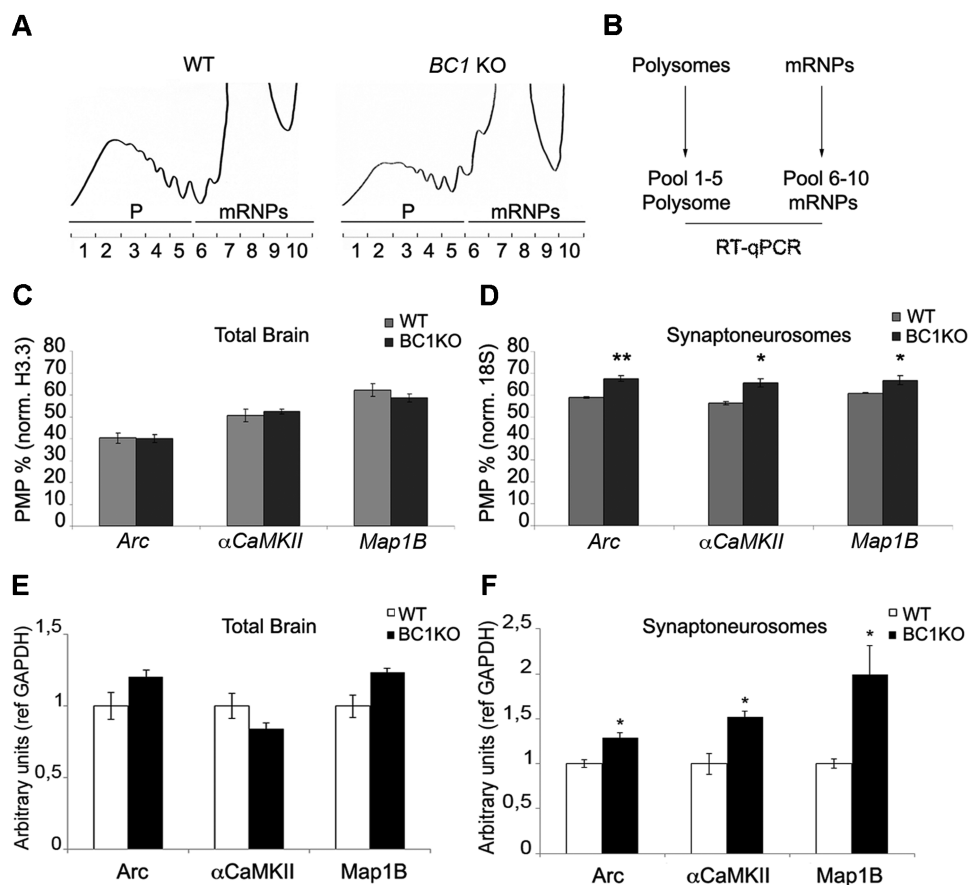 A
WT
BC1 KO
P
mRNPs
P
mRNPs
1 2 3 4 5 6 7 8 9 10
1 2 3 4 5 6 7 8 9 10
B
Polysomes
mRNPs
Pool 1-5
Polysome
Pool 6-10
mRNPs
RT-qPCR
C
Total Brain
WT
BC1KO
PMP % (norm. H3.3)
80
70
60
50
40
30
20
10
0
Arc
αCaMKII
Map1B
D
Synaptoneurosomes
WT
BC1KO
PMP % (norm. 18S)
80
70
60
50
40
30
20
10
0
**
*
*
Arc
αCaMKII
Map1B
E
Total Brain
WT
BC1KO
Arbitrary units (ref GAPDH)
1,5
1
0,5
0
Arc
αCaMKII
Map1B
F
Synaptoneurosomes
WT
BC1KO
Arbitrary units (ref GAPDH)
2,5
2
1,5
1
0,5
0
*
*
*
Arc
αCaMKII
Map1B